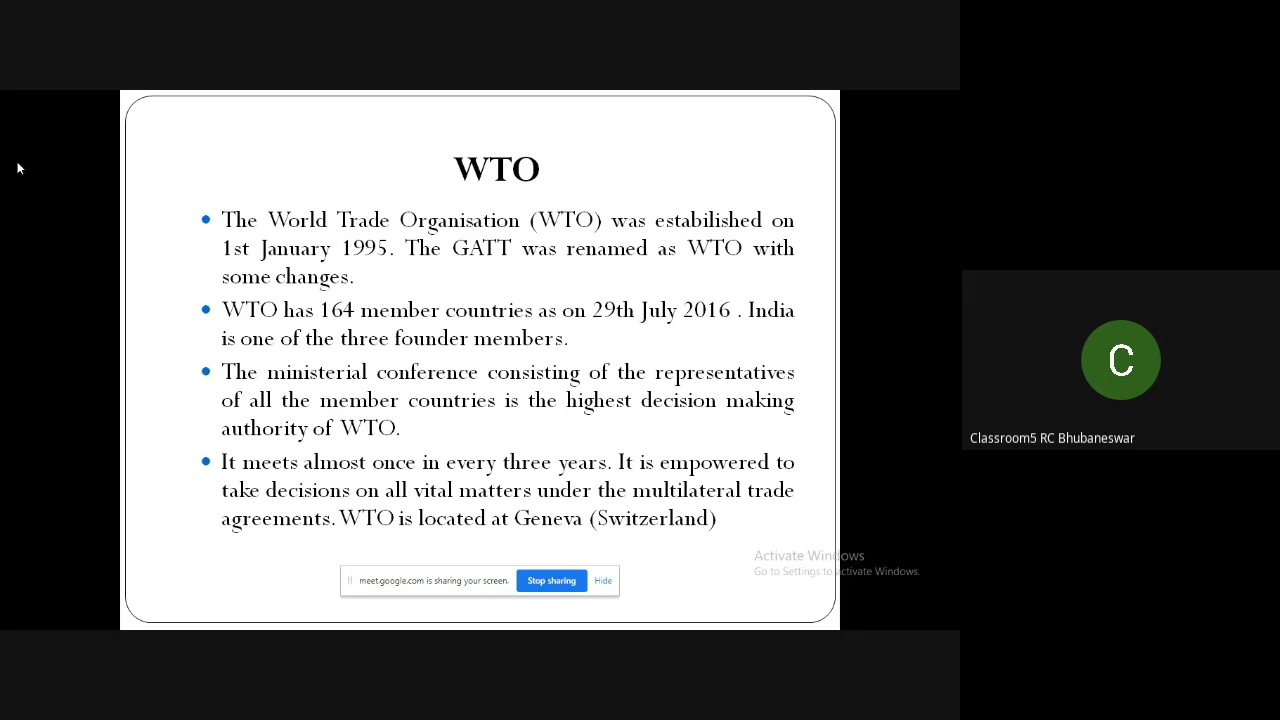 WTO
The World Trade Organisation (WTO) was estabilished on
1st January 1995. The GATT was renamed as WTO with
some changes.
WTO has 164 member countries as on 29th July 2016 . India
is one of the three founder members.
The ministerial conference consisting of the representatives
of all the member countries is the highest decision making
authority of WTO.
It meets almost once in every three years. It is empowered to
take decisions on all vital matters under the multilateral trade
agreements. WTO is located at Geneva (Switzerland)
Activate Windows
Go to Settings to activate Windows.
meet.google.com is sharing your screen. Stop sharing Hide
C
Classroom5 RC Bhubaneswar